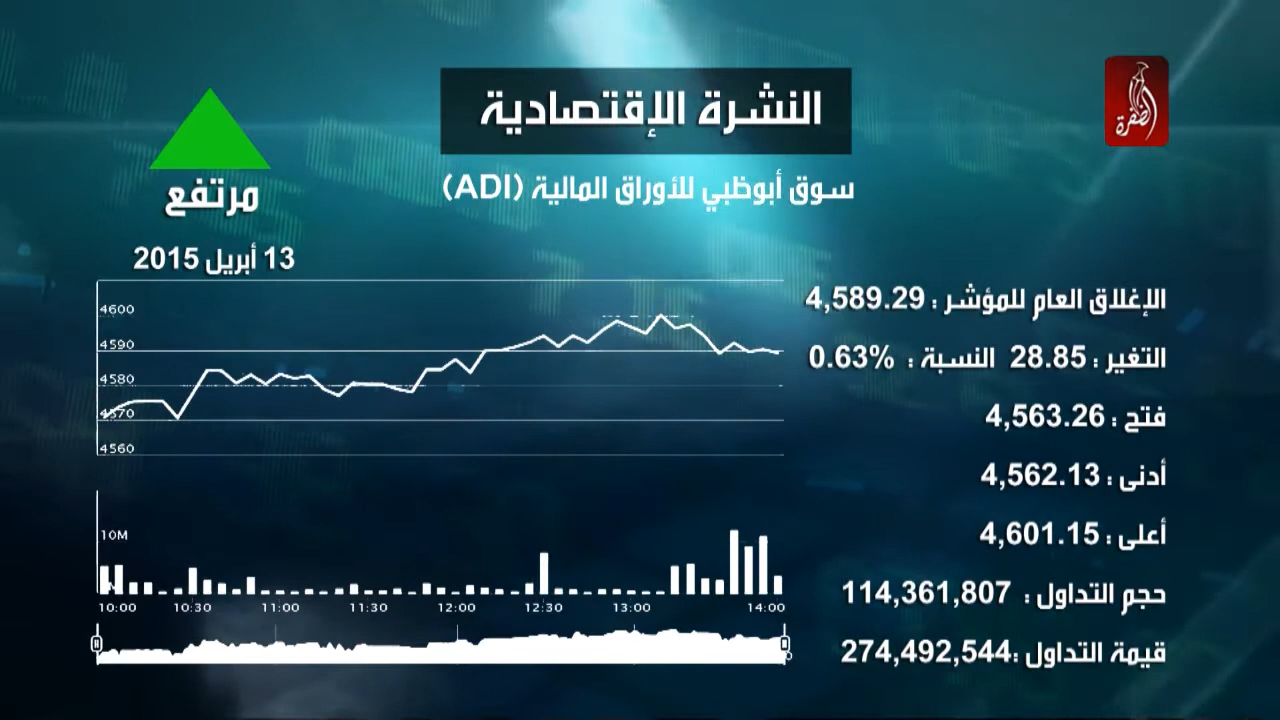 النشرة الإقتصادية
الظفرة
سوق أبوظبي للأوراق المالية (ADI)
مرتفع
13 أبريل 2015
الإغلاق العام للمؤشر : 4,589.29
التغير : 28.85 النسبة : 0.63%
فتح : 4,563.26
أدنى : 4,562.13
أعلى : 4,601.15
حجم التداول : 114,361,807
قيمة التداول :274,492,544
4600
4590
4580
4570
4560
10M
10:00 10:30 11:00 11:30 12:00 12:30 13:00 14:00